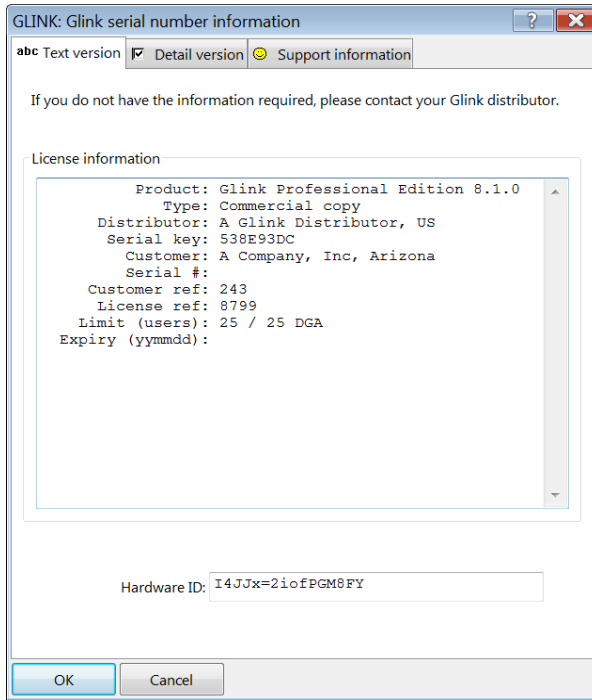 GLINK: Glink serial number information
abc Text version Detail version Support information
If you do not have the information required, please contact your Glink distributor.
License information
Product: Glink Professional Edition 8.1.0
Type: Commercial copy
Distributor: A Glink Distributor, US
Serial key: 538E93DC
Customer: A Company, Inc, Arizona
Serial #:
Customer ref: 243
License ref: 8799
Limit (users): 25 / 25 DGA
Expiry (yymmdd):
Hardware ID: I4JJx=2iofPGM8FY
OK Cancel